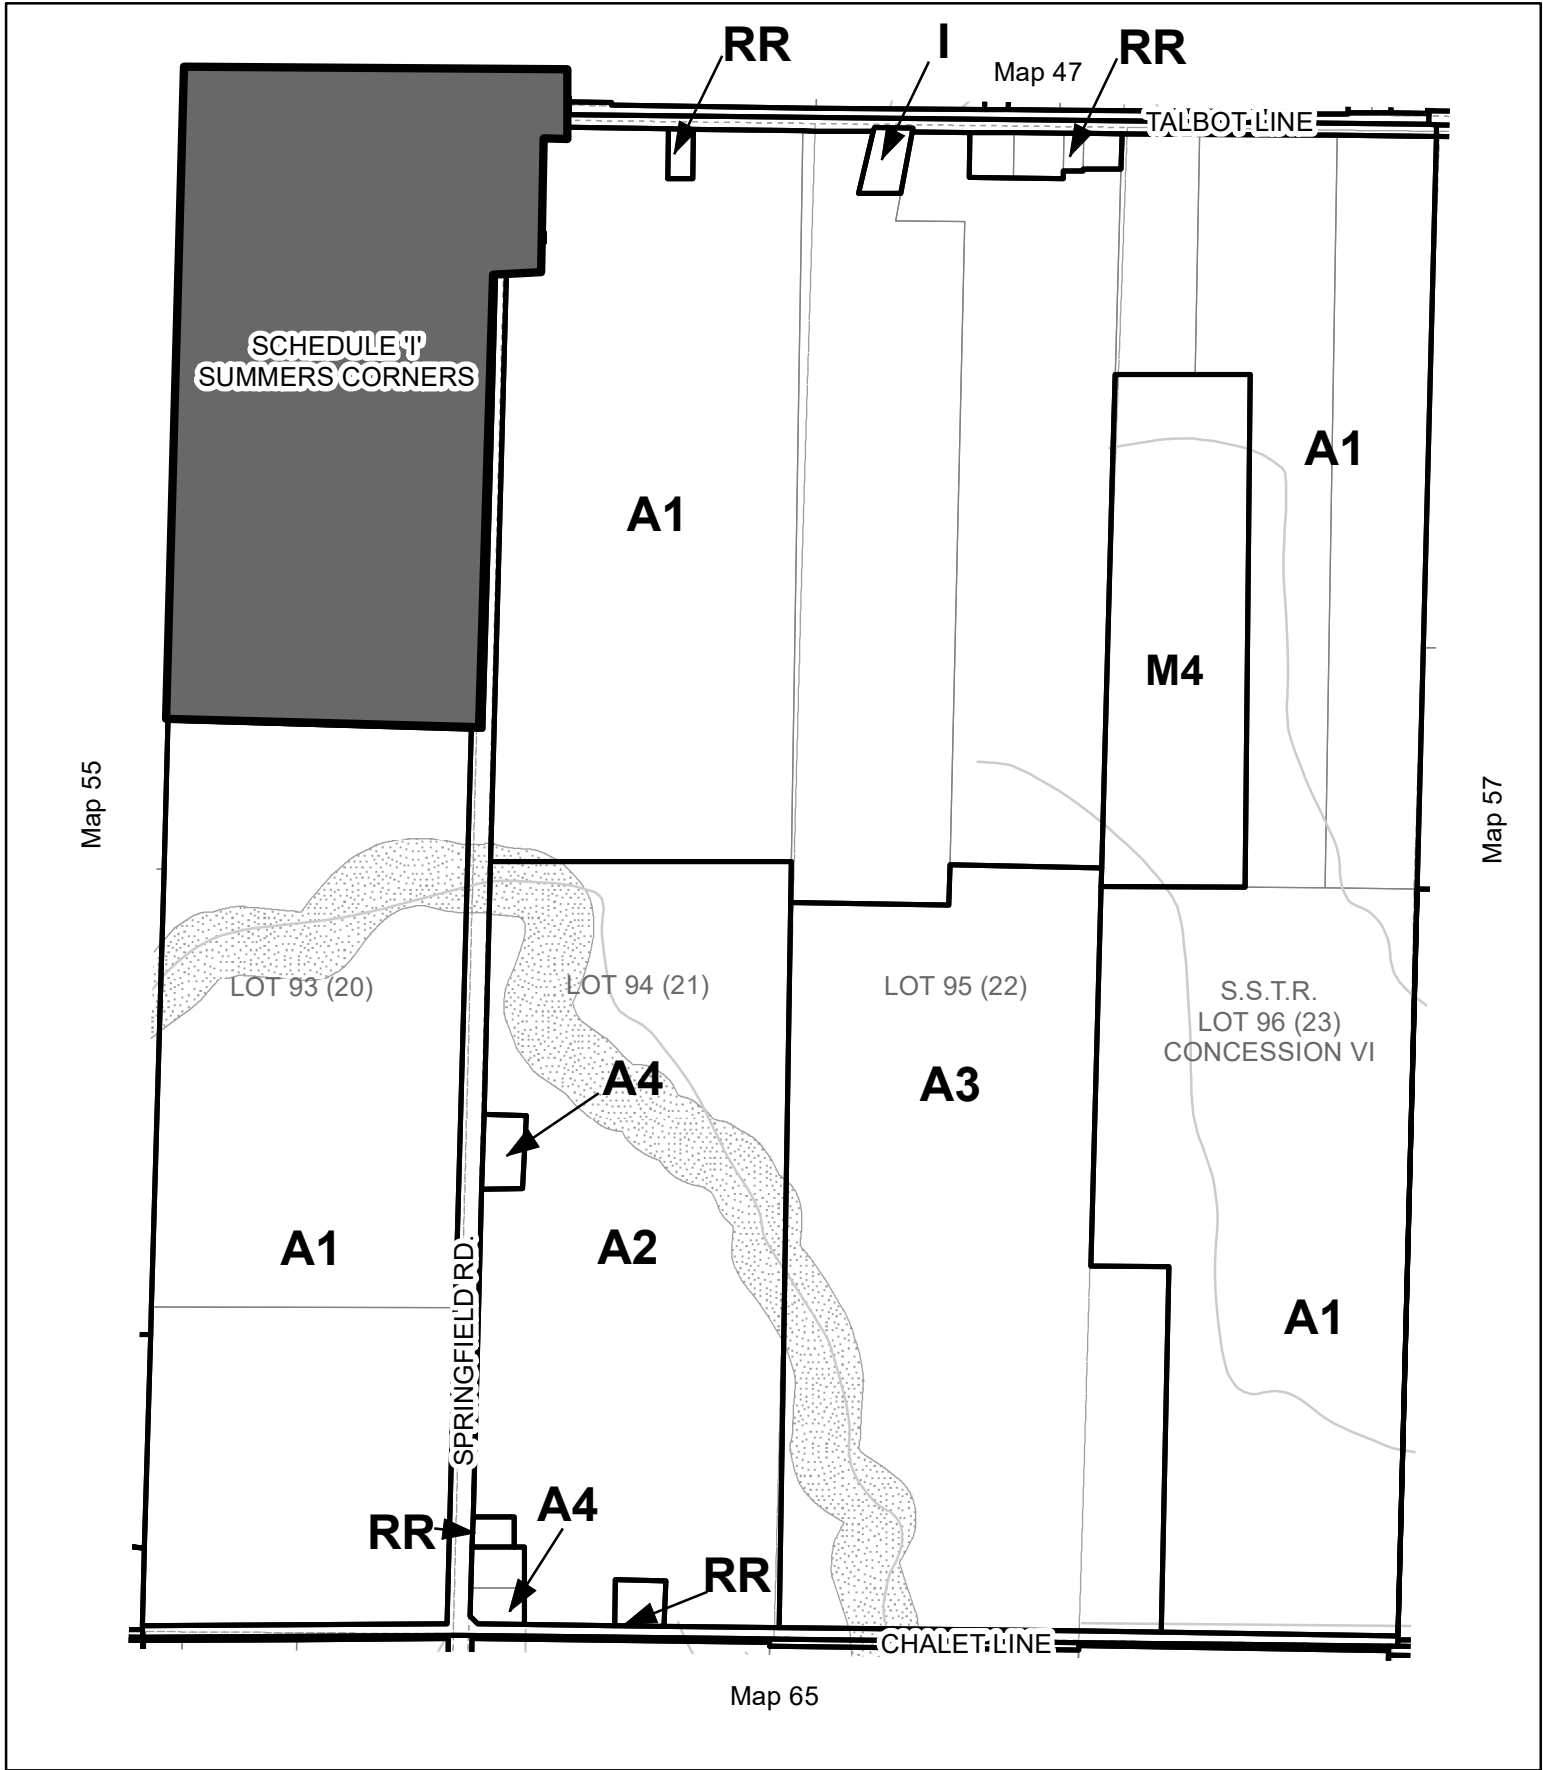 RR
I
Map 47
RR
TALBOT LINE
SCHEDULE 'I'
SUMMERS CORNERS
A1
A1
M4
Map 55
Map 57
LOT 93 (20)
LOT 94 (21)
LOT 95 (22)
S.S.T.R.
LOT 96 (23)
CONCESSION VI
A4
A3
A1
A2
SPRINGFIELD RD.
A1
RR
A4
RR
CHALET LINE
Map 65